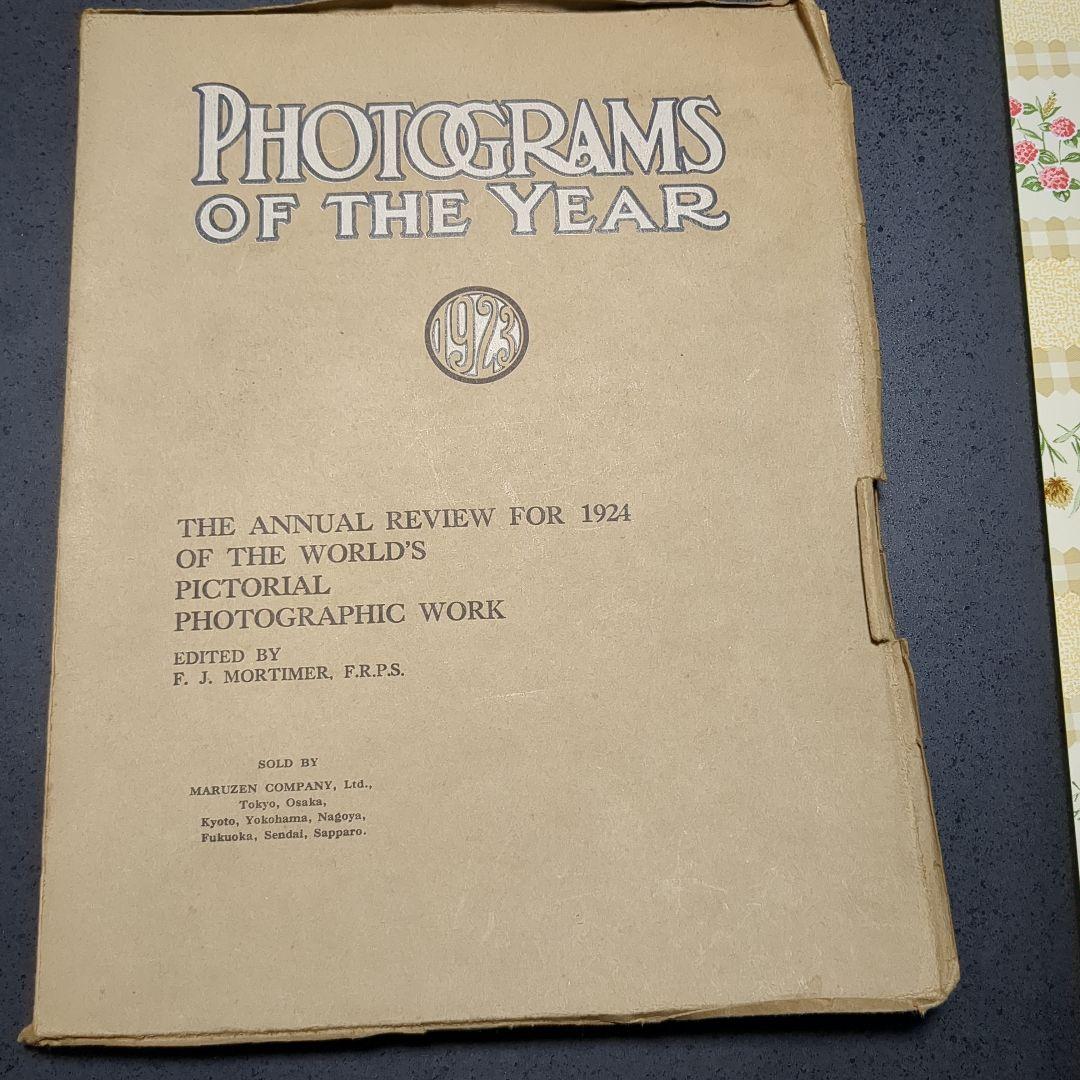 PHOTOGRAMS
OF THE YEAR
1923
THE ANNUAL REVIEW FOR 1924
OF THE WORLD'S
PICTORIAL
PHOTOGRAPHIC WORK
EDITED BY
F. J. MORTIMER, F.R.P.S.
SOLD BY
MARUZEN COMPANY, Ltd.,
Tokyo, Osaka,
Kyoto, Yokohama, Nagoya,
Fukuoka, Sendai, Sapparo.